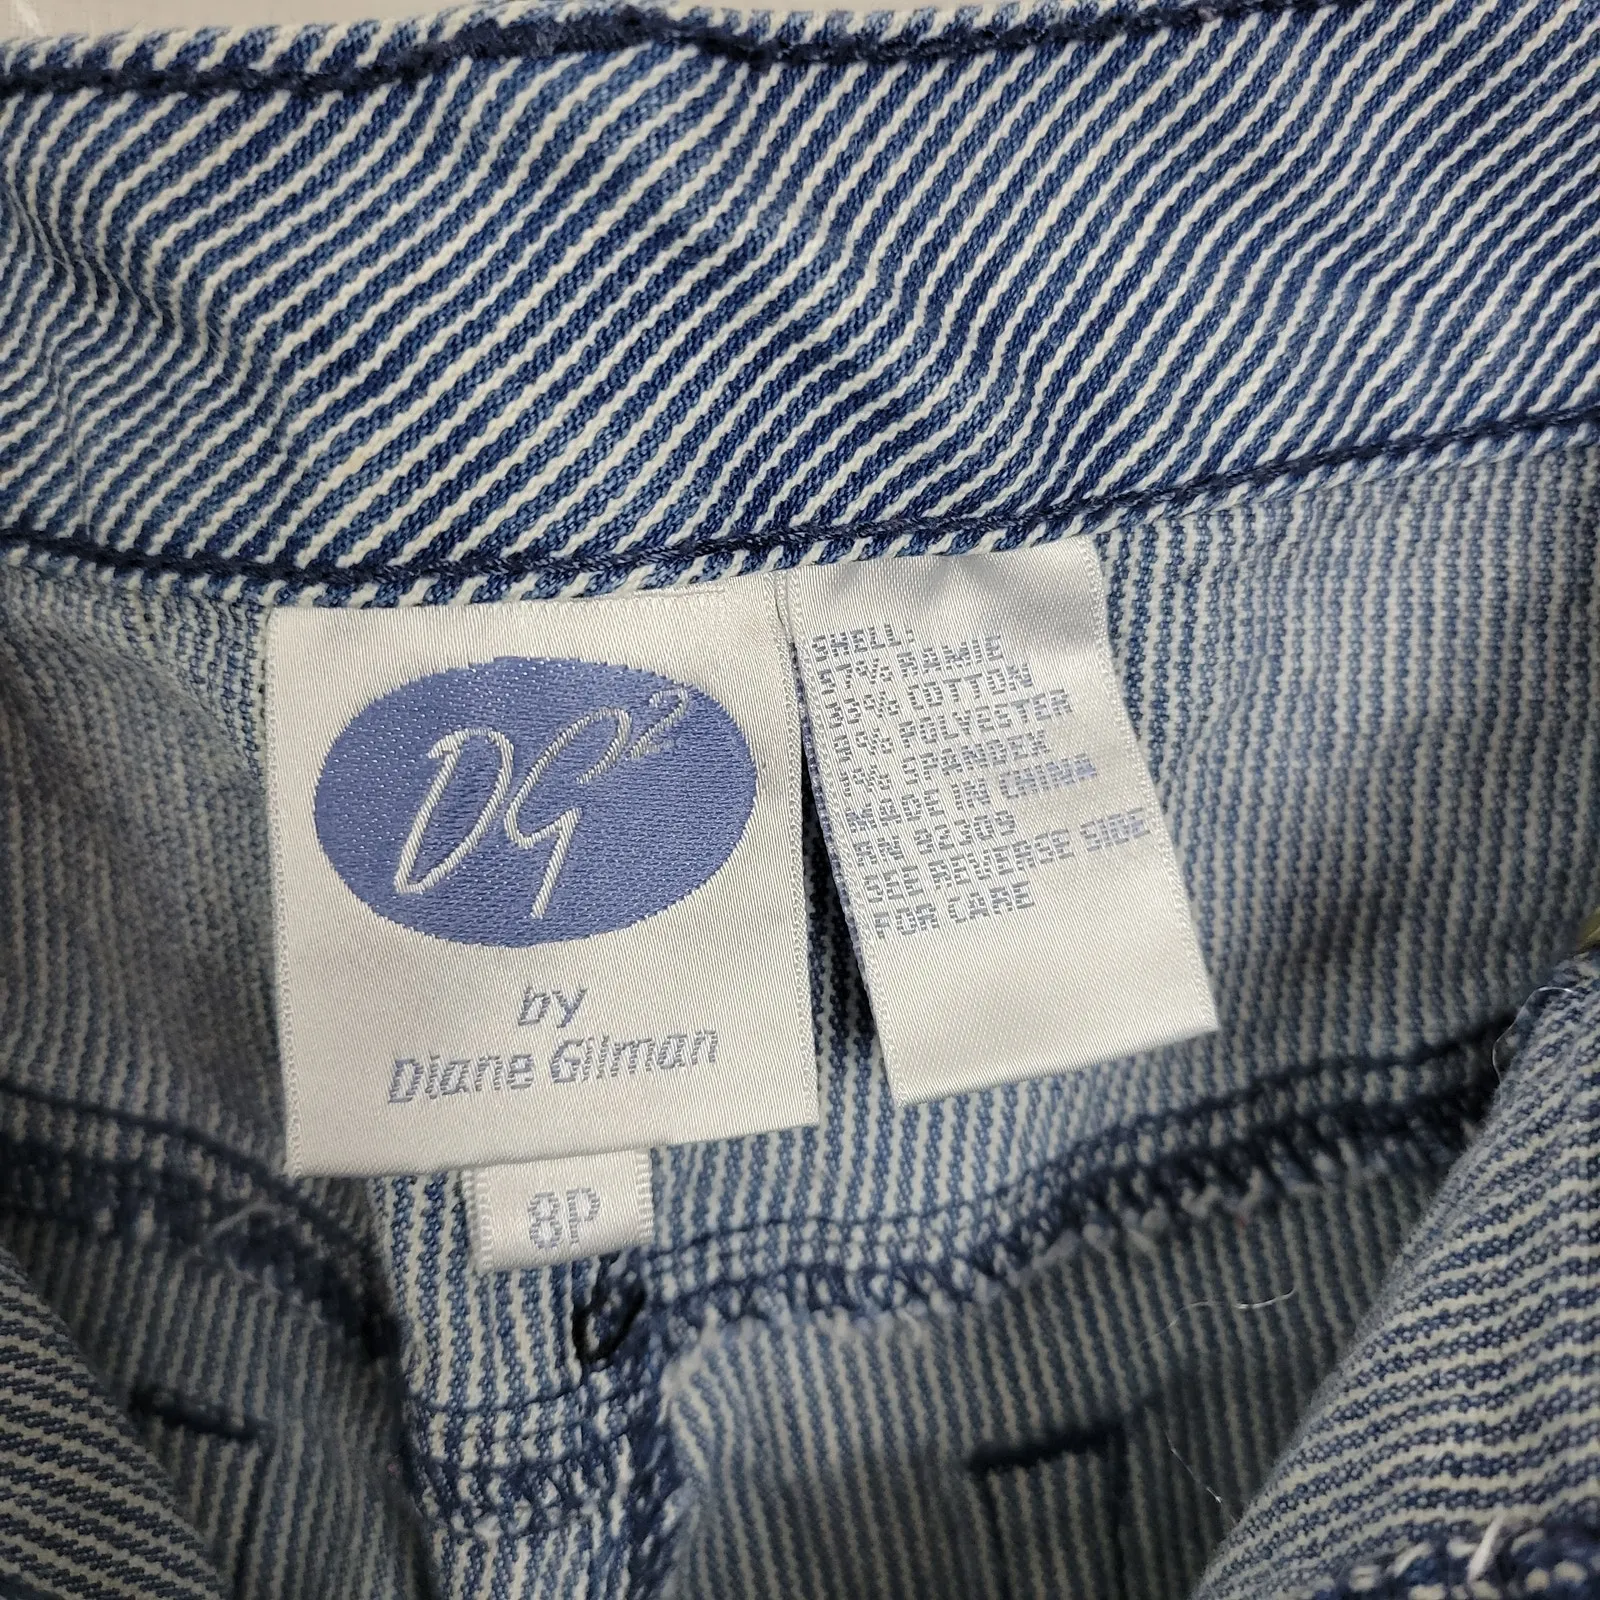 DG2
by
Diane Gilman
8P
SHELL:
57% RAMIE
33% COTTON
9% POLYESTER
1% SPANDEX
MADE IN CHINA
RN 82309
SEE REVERSE SIDE
FOR CARE